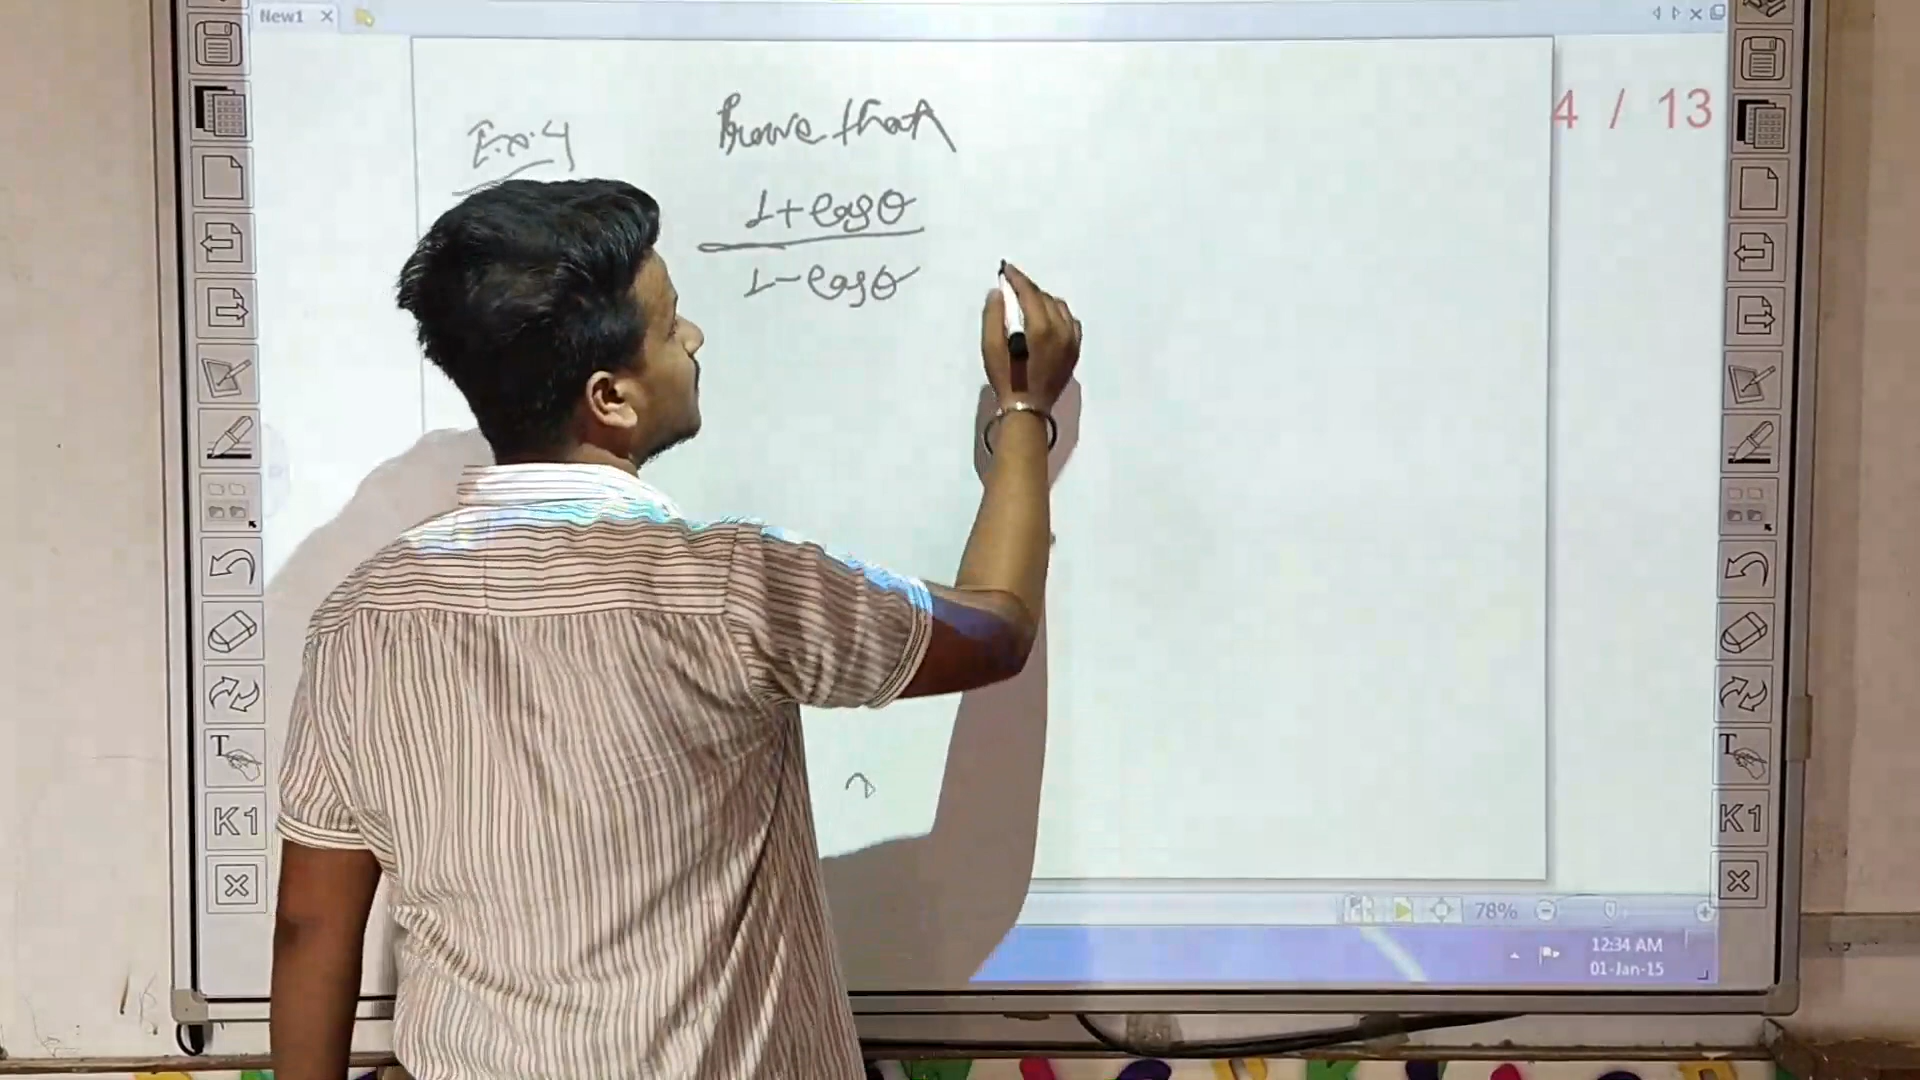 New1
4 / 13
Ex.4
Prove that
1+cosθ
1-cosθ
T
T
K1
K1
78%
12:34 AM
01-Jan-15